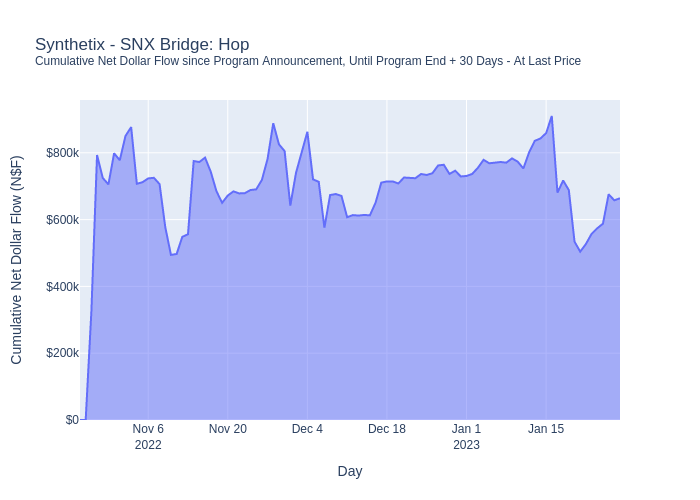 Synthetix - SNX Bridge: Hop
Cumulative Net Dollar Flow since Program Announcement, Until Program End + 30 Days - At Last Price
Cumulative Net Dollar Flow (N$F)
$800k
$600k
$400k
$200k
$0
Nov 6
2022
Nov 20
Dec 4
Dec 18
Jan 1
2023
Jan 15
Day